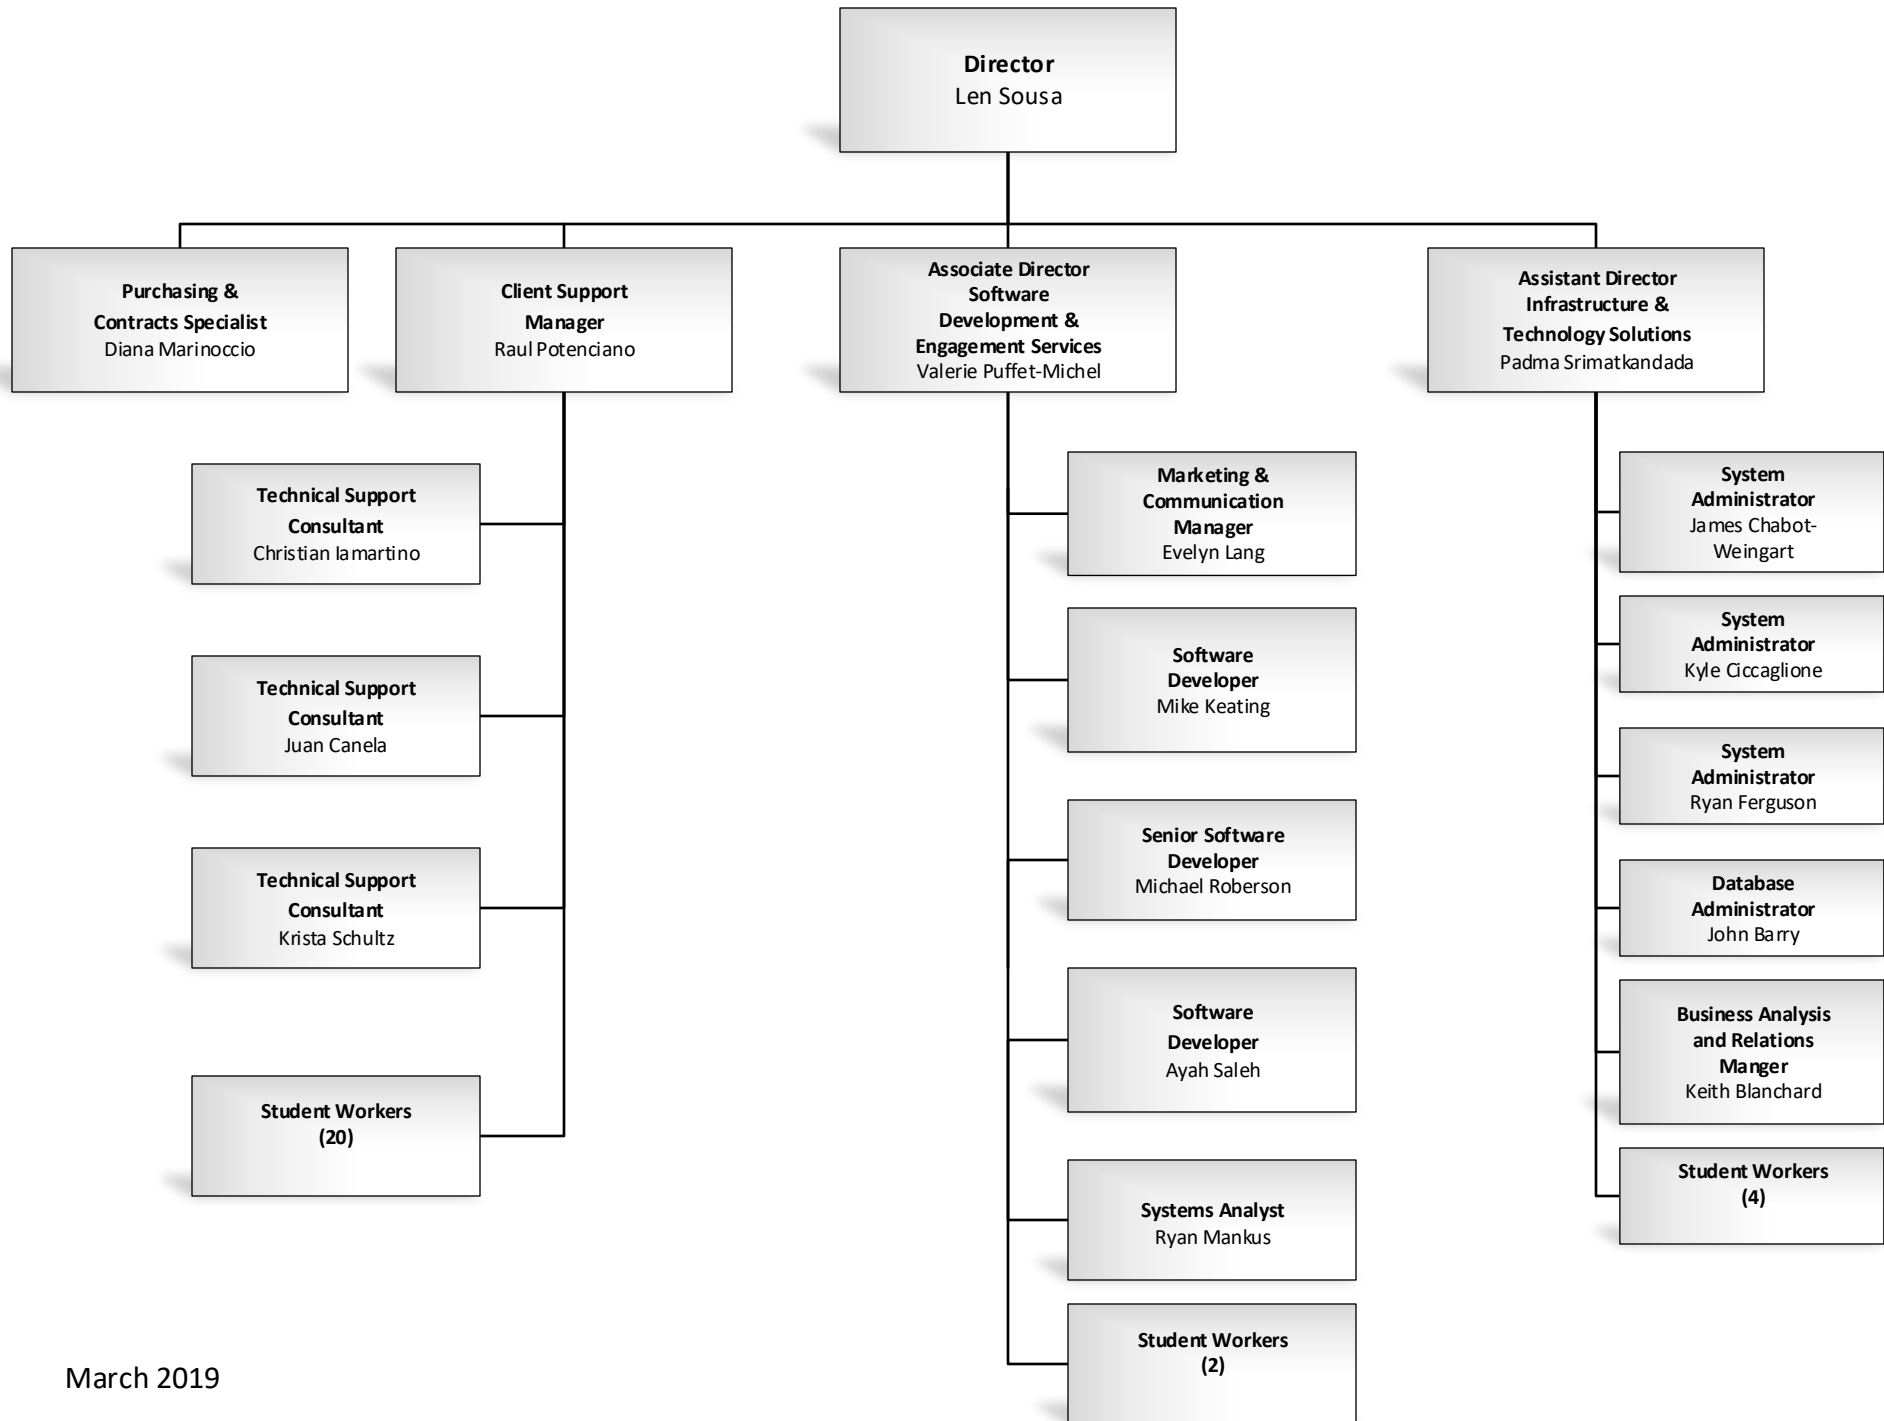 Director
Len Sousa
Purchasing &
Contracts Specialist
Diana Marinoccio
Client Support
Manager
Raul Potenciano
Associate Director
Software
Development &
Engagement Services
Valerie Puffet-Michel
Assistant Director
Infrastructure &
Technology Solutions
Padma Srimatkandada
Technical Support
Consultant
Christian Iamartino
Technical Support
Consultant
Juan Canela
Technical Support
Consultant
Krista Schultz
Student Workers
(20)
Marketing &
Communication
Manager
Evelyn Lang
Software
Developer
Mike Keating
Senior Software
Developer
Michael Roberson
Software
Developer
Ayah Saleh
Systems Analyst
Ryan Mankus
Student Workers
(2)
System
Administrator
James Chabot-
Weingart
System
Administrator
Kyle Ciccaglione
System
Administrator
Ryan Ferguson
Database
Administrator
John Barry
Business Analysis
and Relations
Manger
Keith Blanchard
Student Workers
(4)
March 2019